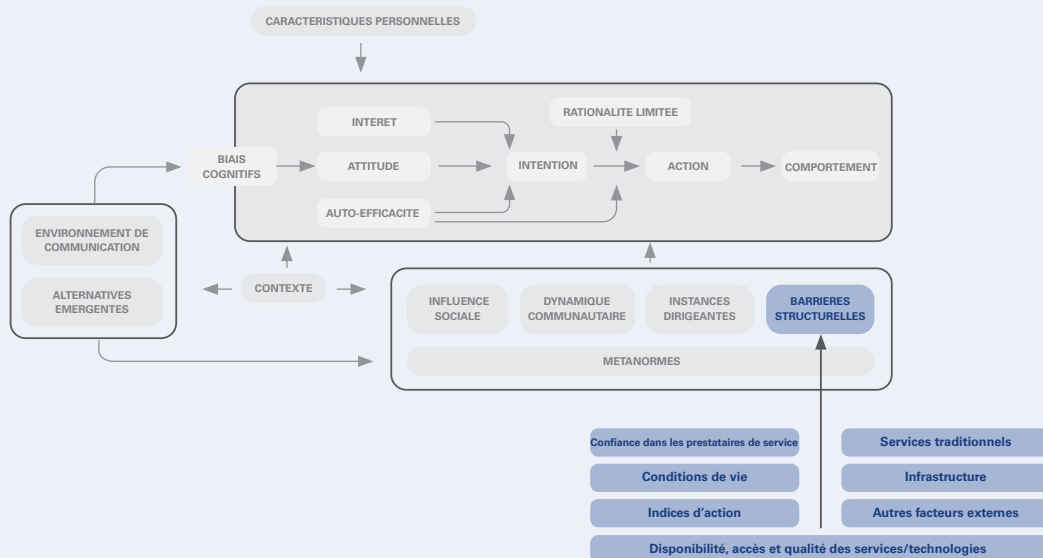 CARACTERISTIQUES PERSONNELLES
INTERET
RATIONALITE LIMITEE
BIAIS
COGNITIFS
ATTITUDE
INTENTION
ACTION
COMPORTEMENT
AUTO-EFFICACITE
ENVIRONNEMENT DE
COMMUNICATION
ALTERNATIVES
EMERGENTES
CONTEXTE
INFLUENCE
SOCIALE
DYNAMIQUE
COMMUNAUTAIRE
INSTANCES
DIRIGEANTES
BARRIERES
STRUCTURELLES
METANORMES
Confiance dans les prestataires de service
Services traditionnels
Conditions de vie
Infrastructure
Indices d'action
Autres facteurs externes
Disponibilité, accès et qualité des services/technologies